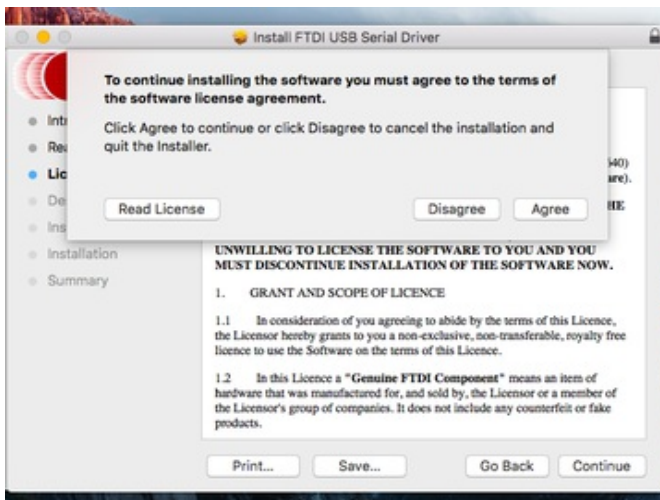 Install FTDI USB Serial Driver
To continue installing the software you must agree to the terms of
the software license agreement.
Click Agree to continue or click Disagree to cancel the installation and
quit the Installer.
Read License
Disagree
Agree
Installation
Summary
UNWILLING TO LICENSE THE SOFTWARE TO YOU AND YOU
MUST DISCONTINUE INSTALLATION OF THE SOFTWARE NOW.
1. GRANT AND SCOPE OF LICENCE
1.1 In consideration of you agreeing to abide by the terms of this Licence,
the Licensor hereby grants to you a non-exclusive, non-transferable, royalty free
licence to use the Software on the terms of this Licence.
1.2 In this Licence a "Genuine FTDI Component" means an item of
hardware that was manufactured for, and sold by, the Licensor or a member of
the Licensor's group of companies. It does not include any counterfeit or fake
products.
Print...
Save...
Go Back
Continue